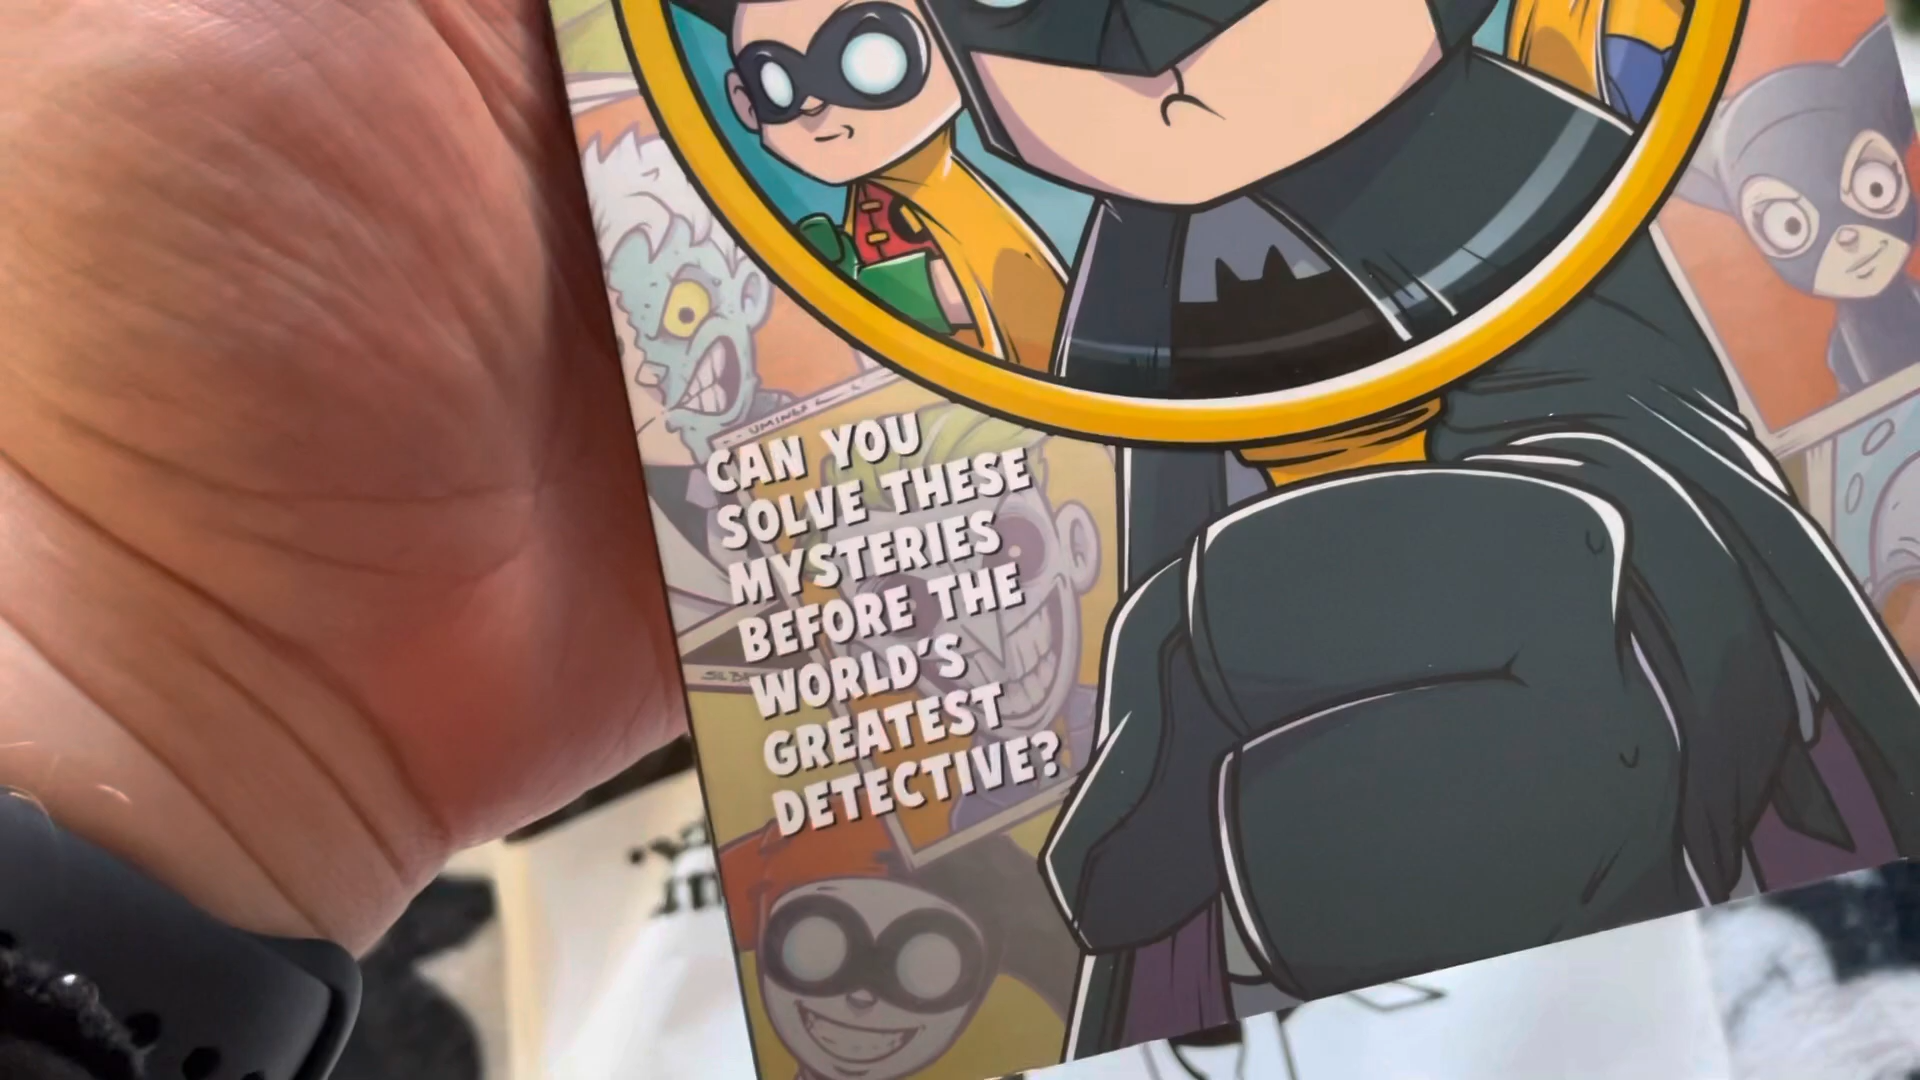 CAN YOU
SOLVE THESE
MYSTERIES
BEFORE THE
WORLD'S
GREATEST
DETECTIVE?